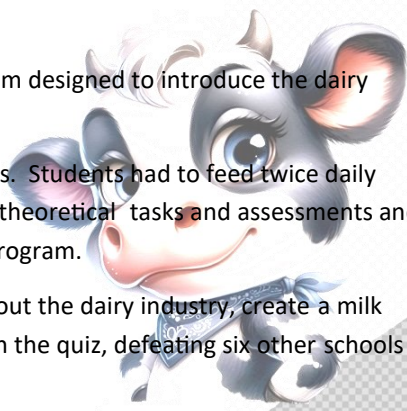 m designed to introduce the dairy
s. Students had to feed twice daily
theoretical tasks and assessments an
rogram.
out the dairy industry, create a milk
n the quiz, defeating six other schools